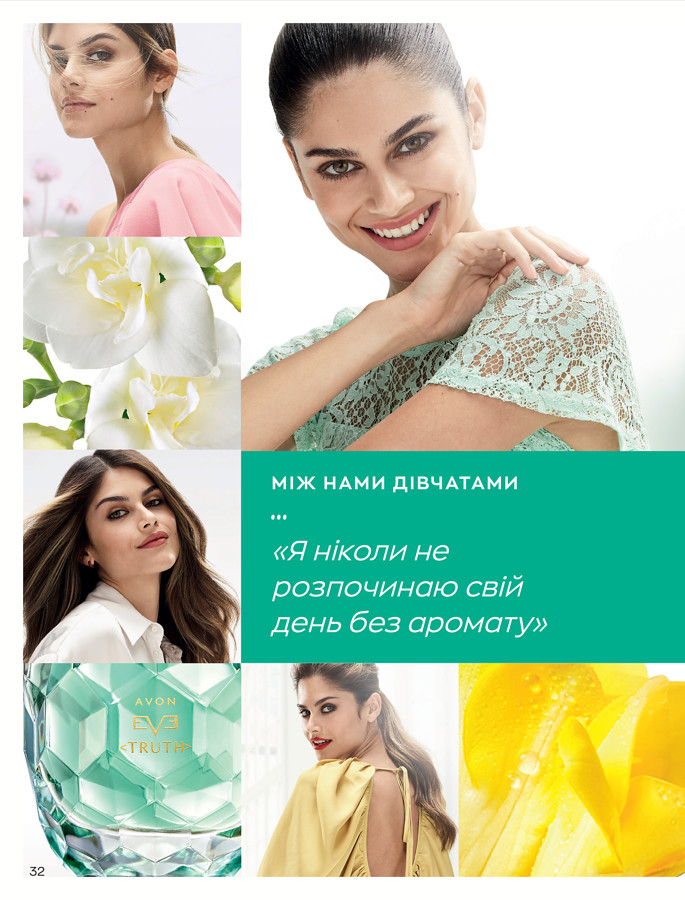 МІЖ НАМИ ДІВЧАТАМИ
...
«Я ніколи не
розпочинаю свій
день без аромату»
AVON
EVE
<TRUTH>
32